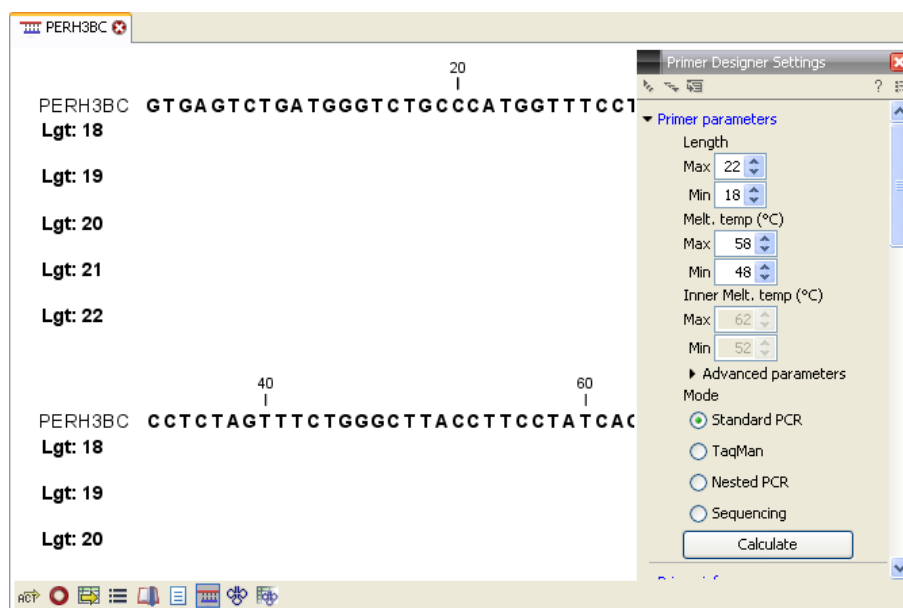 PERH3BC
20
PERH3BC GTGAGTCTGATGGGTCTGCCCATGGTTTCCT
Lgt: 18
Lgt: 19
Lgt: 20
Lgt: 21
Lgt: 22
40 60
PERH3BC CCTCTAGTTTCTGGGCTTACCTTCCTATCAC
Lgt: 18
Lgt: 19
Lgt: 20
Primer Designer Settings
?
Primer parameters
Length
Max 22
Min 18
Melt. temp (°C)
Max 58
Min 48
Inner Melt. temp (°C)
Max 62
Min 52
Advanced parameters
Mode
Standard PCR
TaqMan
Nested PCR
Sequencing
Calculate